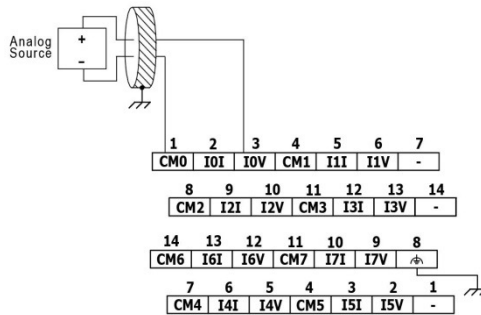 Analog
Source
+
-
1 2 3 4 5 6 7
CM0 I0I I0V CM1 I1I I1V -
8 9 10 11 12 13 14
CM2 I2I I2V CM3 I3I I3V -
14 13 12 11 10 9 8
CM6 I6I I6V CM7 I7I I7V
7 6 5 4 3 2 1
CM4 I4I I4V CM5 I5I I5V -